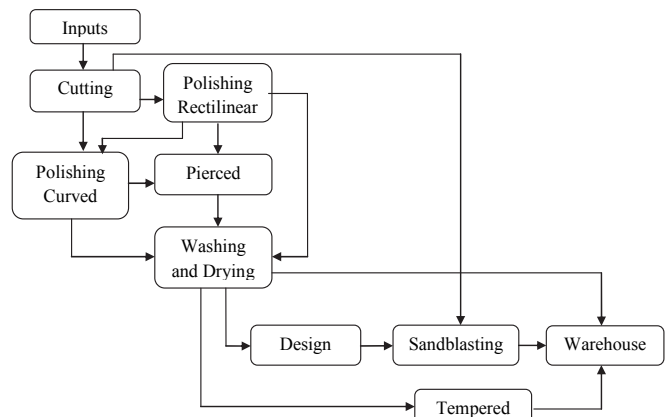 Inputs
Cutting
Polishing
Rectilinear
Polishing
Curved
Pierced
Washing
and Drying
Design
Sandblasting
Warehouse
Tempered